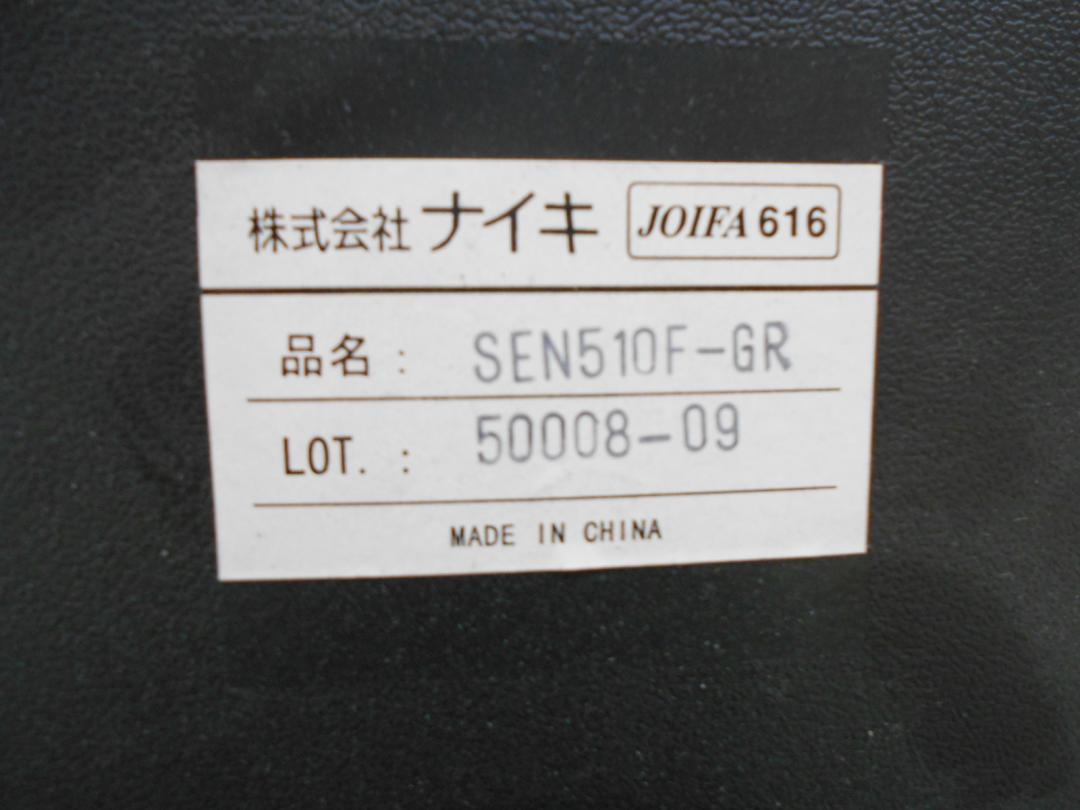 株式会社 ナイキ JOIFA 616
品名 : SEN510F-GR
LOT. : 50008-09
MADE IN CHINA